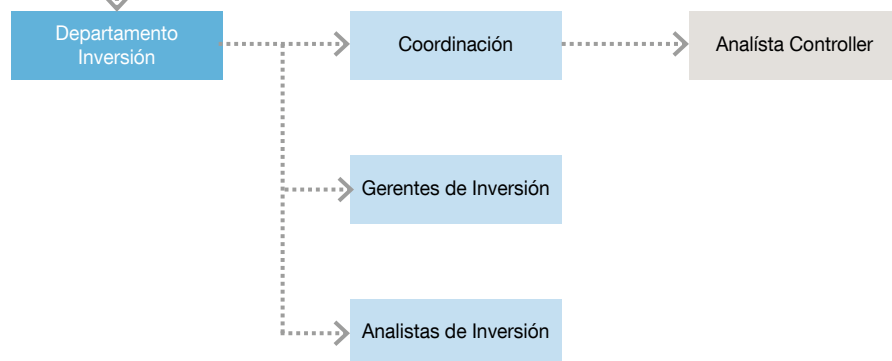 Departamento
Inversión
Coordinación
Analísta Controller
Gerentes de Inversión
Analistas de Inversión